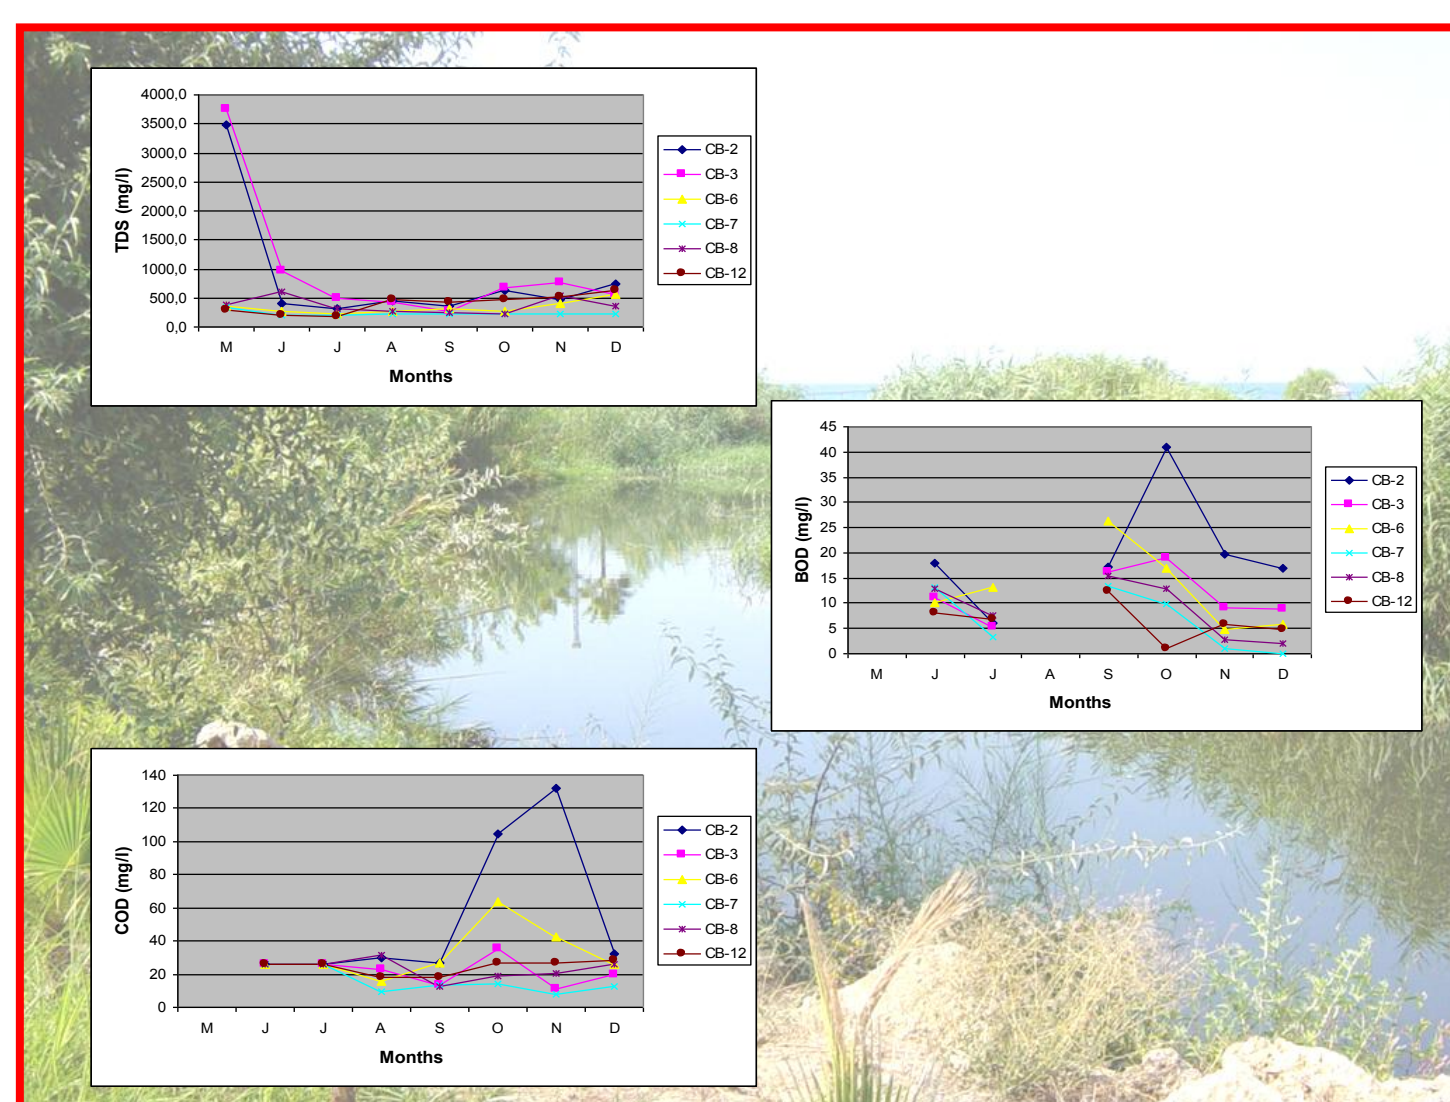 4000,0
3500,0
3000,0
2500,0
2000,0
1500,0
1000,0
500,0
0,0
TDS (mg/l)
M J J A S O N D
Months
CB-2
CB-3
CB-6
CB-7
CB-8
CB-12
45
40
35
30
25
20
15
10
5
0
BOD (mg/l)
M J J A S O N D
Months
CB-2
CB-3
CB-6
CB-7
CB-8
CB-12
140
120
100
80
60
40
20
0
COD (mg/l)
M J J A S O N D
Months
CB-2
CB-3
CB-6
CB-7
CB-8
CB-12